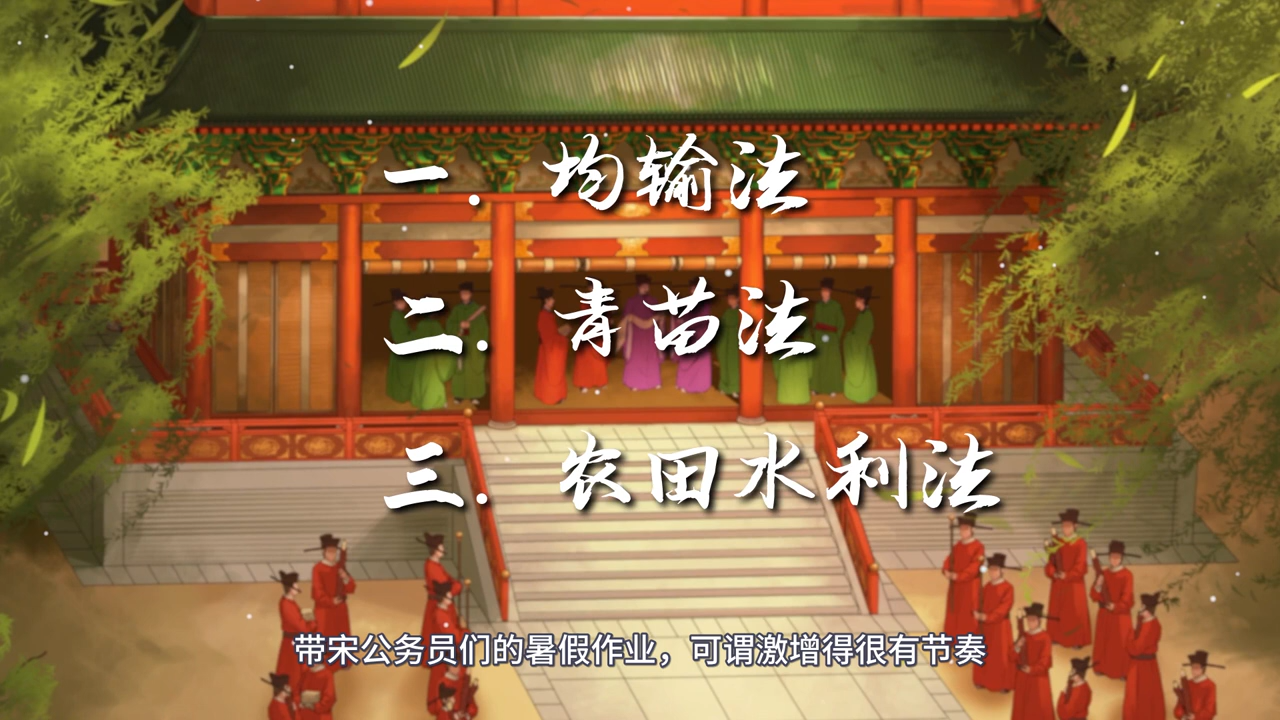 一. 均输法
二. 青苗法
三. 农田水利法
带宋公务员们的暑假作业，可谓激增得很有节奏